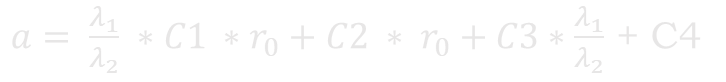 a = λ₁/λ₂ * C1 * r₀ + C2 * r₀ + C3 * λ₁/λ₂ + C4